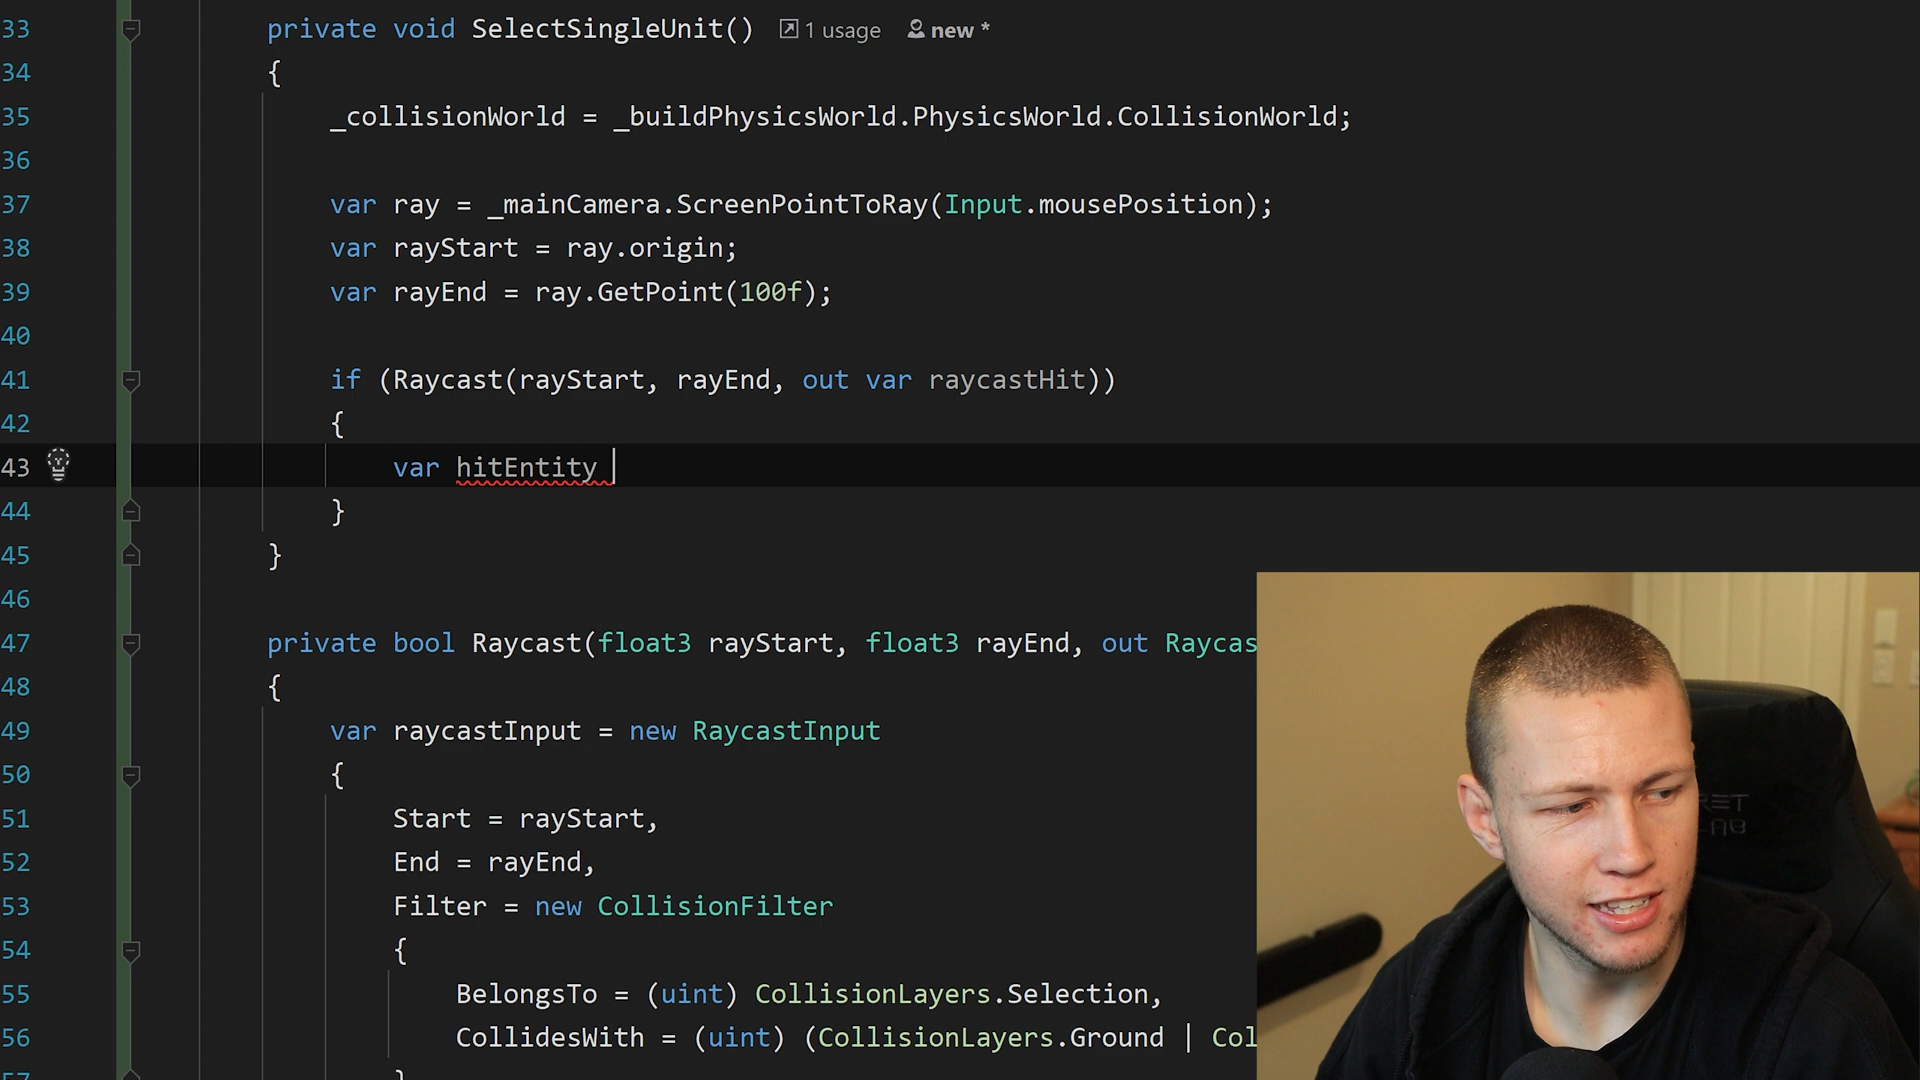 33 private void SelectSingleUnit() 1 usage new *
34 {
35 _collisionWorld = _buildPhysicsWorld.PhysicsWorld.CollisionWorld;
36
37 var ray = _mainCamera.ScreenPointToRay(Input.mousePosition);
38 var rayStart = ray.origin;
39 var rayEnd = ray.GetPoint(100f);
40
41 if (Raycast(rayStart, rayEnd, out var raycastHit))
42 {
43 var hitEntity
44 }
45 }
46
47 private bool Raycast(float3 rayStart, float3 rayEnd, out Raycas
48 {
49 var raycastInput = new RaycastInput
50 {
51 Start = rayStart,
52 End = rayEnd,
53 Filter = new CollisionFilter
54 {
55 BelongsTo = (uint) CollisionLayers.Selection,
56 CollidesWith = (uint) (CollisionLayers.Ground | Col
57 }